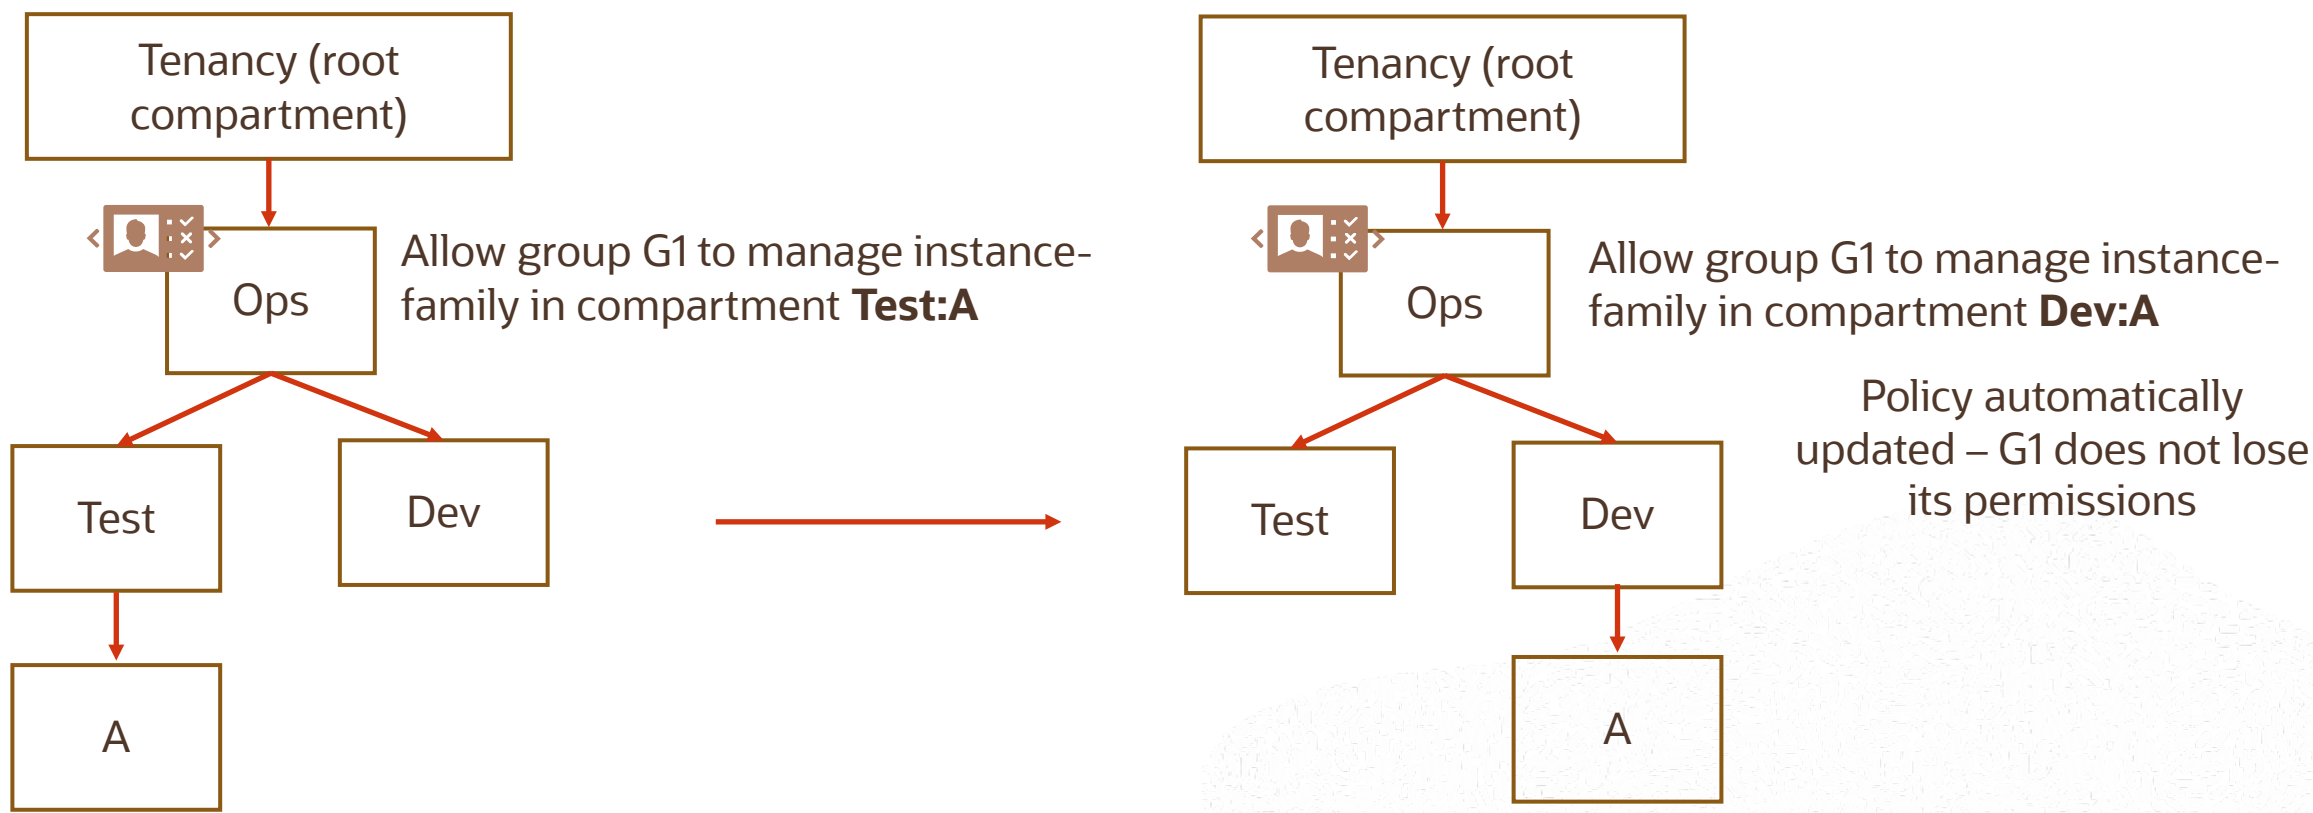 Tenancy (root
compartment)
Ops
Allow group G1 to manage instance-
family in compartment Test:A
Test
Dev
A
Tenancy (root
compartment)
Ops
Allow group G1 to manage instance-
family in compartment Dev:A
Policy automatically
updated – G1 does not lose
its permissions
Test
Dev
A